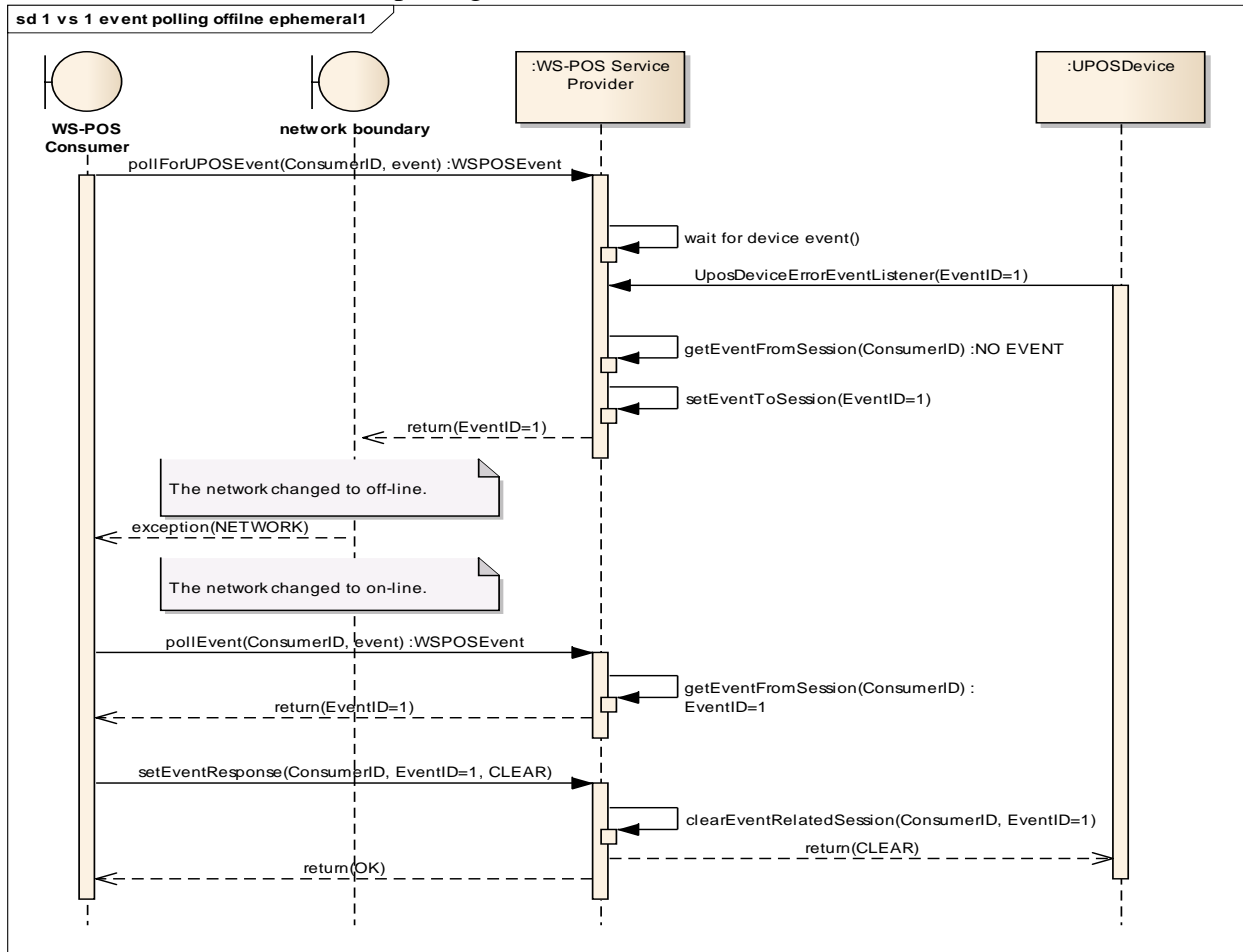 sd 1 vs 1 event polling offilne ephemeral1
:WS-POS Service
Provider
:UPOSDevice
WS-POS
Consumer
network boundary
pollForUPOSEvent(ConsumerID, event) :WSPOSEvent
wait for device event()
UposDeviceErrorEventListener(EventID=1)
getEventFromSession(ConsumerID) :NO EVENT
setEventToSession(EventID=1)
return(EventID=1)
The network changed to off-line.
exception(NETWORK)
The network changed to on-line.
pollEvent(ConsumerID, event) :WSPOSEvent
getEventFromSession(ConsumerID) :
EventID=1
return(EventID=1)
setEventResponse(ConsumerID, EventID=1, CLEAR)
clearEventRelatedSession(ConsumerID, EventID=1)
return(CLEAR)
return(OK)